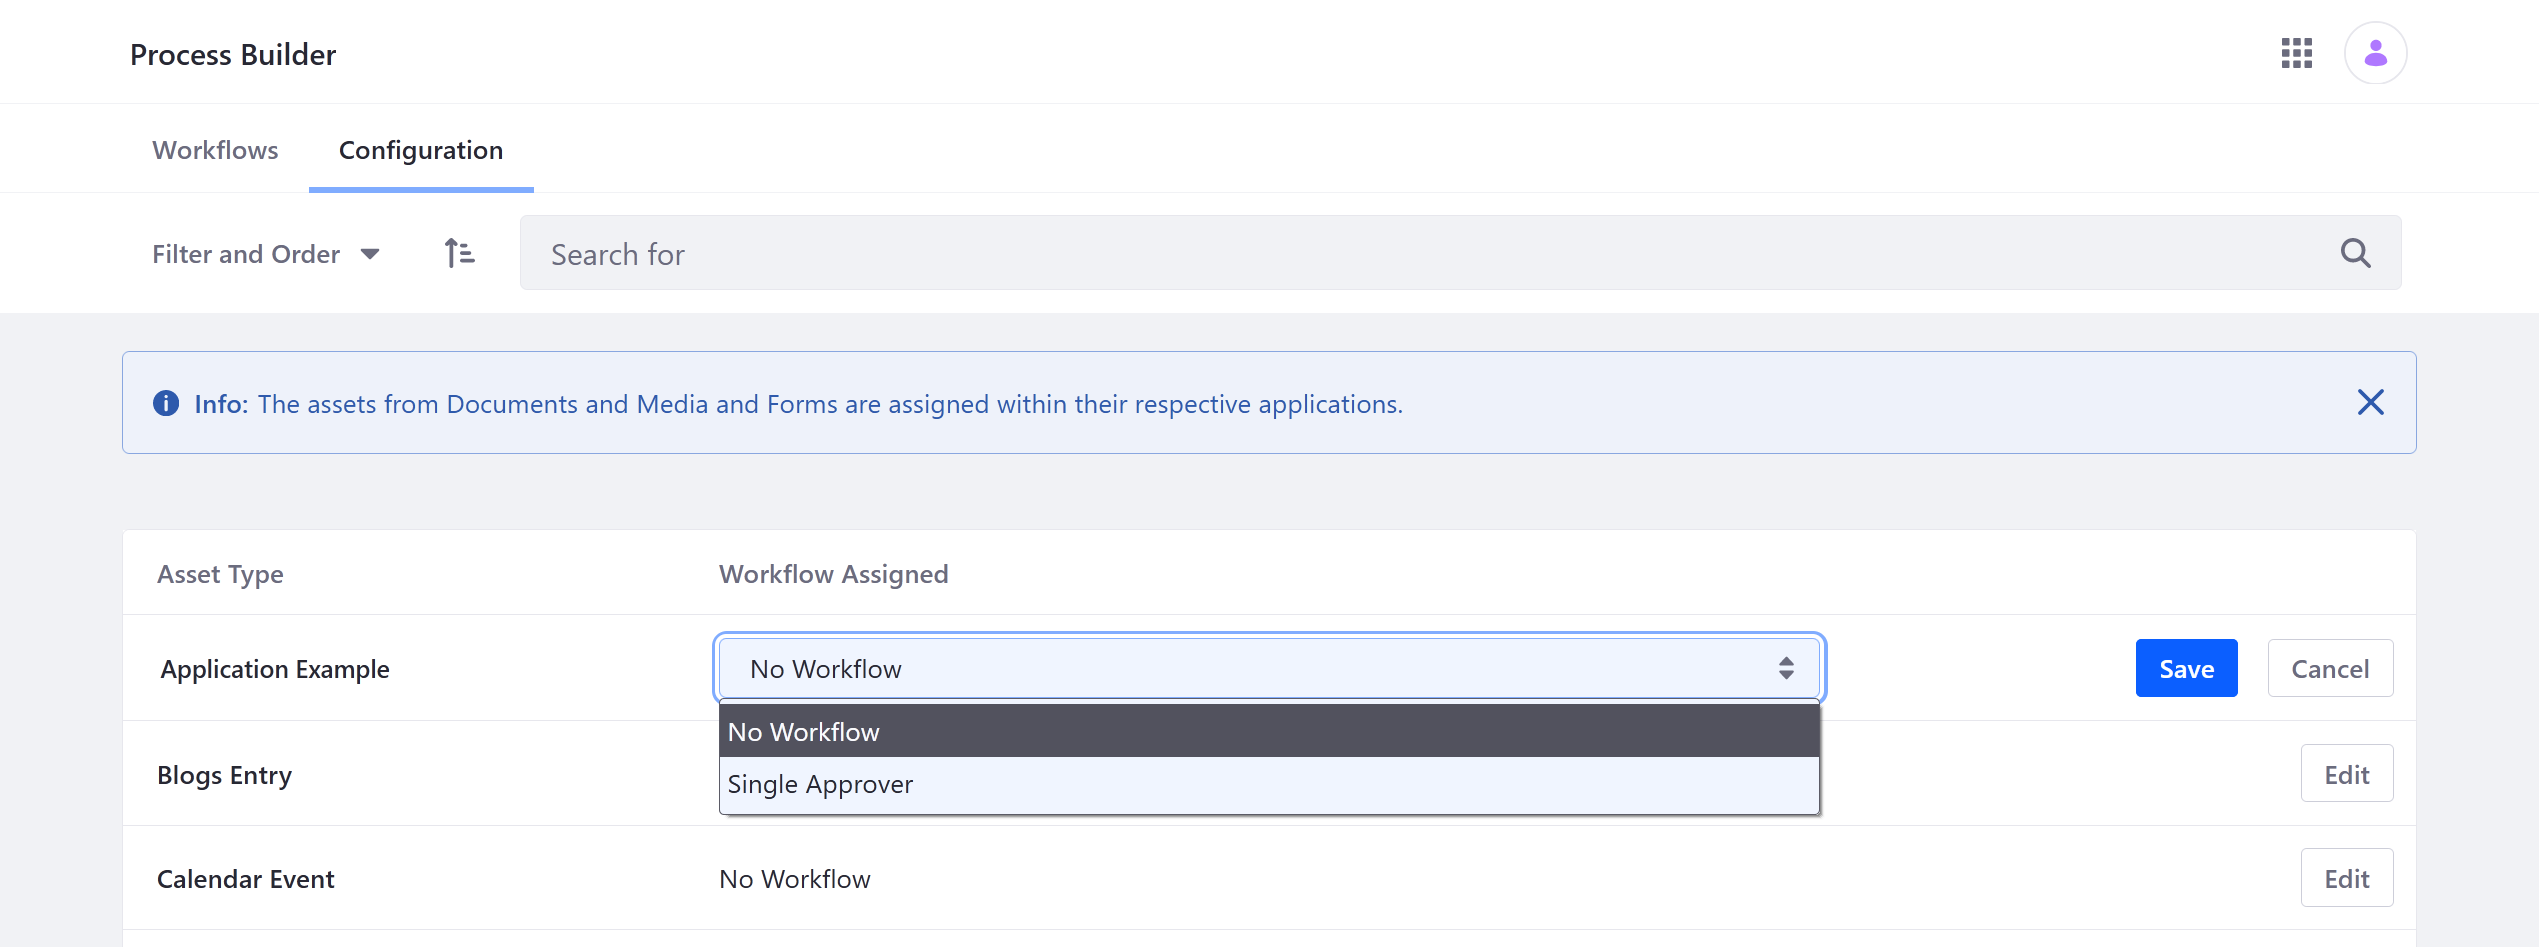 Process Builder
Workflows Configuration
Filter and Order Search for
Info: The assets from Documents and Media and Forms are assigned within their respective applications.
Asset Type Workflow Assigned
Application Example No Workflow Save Cancel
No Workflow
Blogs Entry Edit
Single Approver
Calendar Event No Workflow Edit